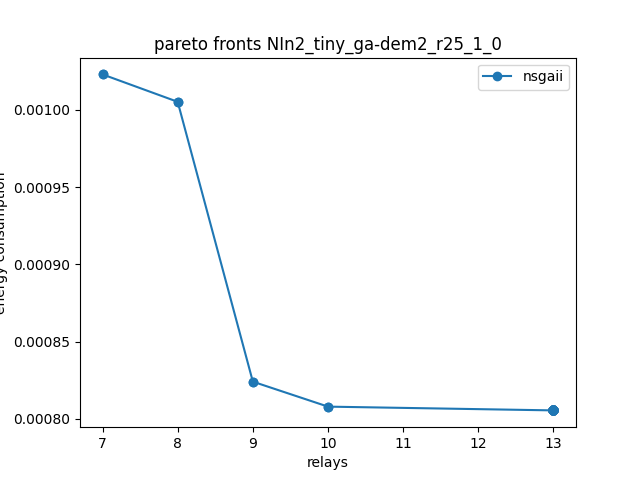 pareto fronts NIn2_tiny_ga-dem2_r25_1_0
nsgaii
0.00100
0.00095
0.00090
0.00085
0.00080
energy consumption
7 8 9 10 11 12 13
relays